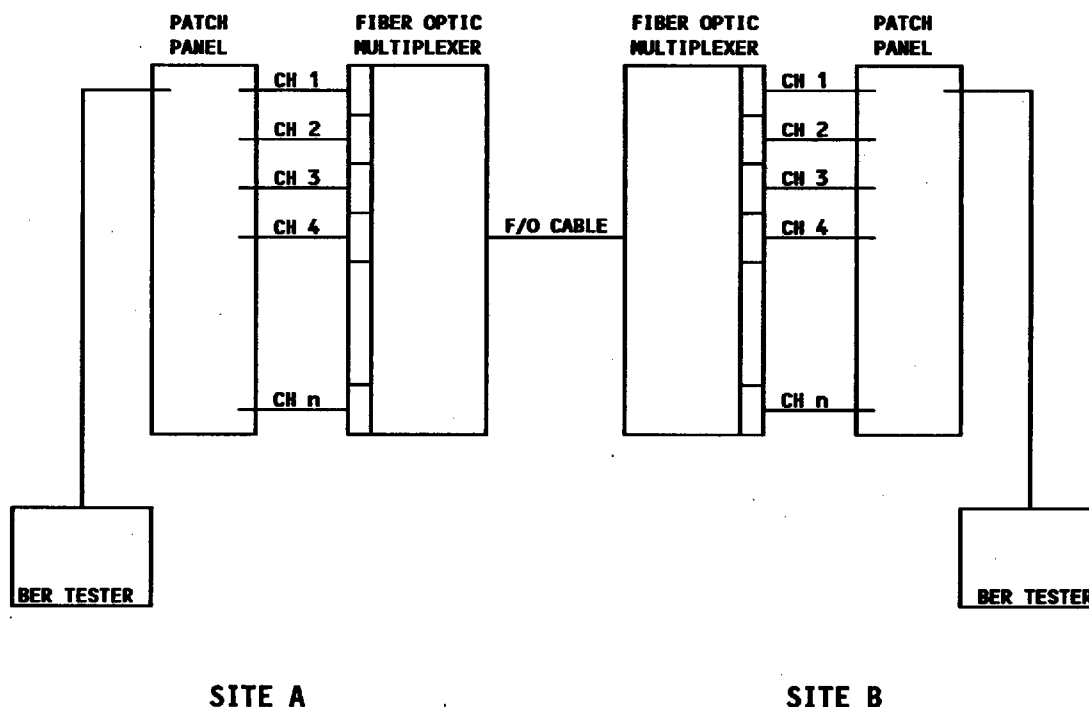 PATCH
PANEL
FIBER OPTIC
MULTIPLEXER
FIBER OPTIC
MULTIPLEXER
PATCH
PANEL
CH 1
CH 2
CH 3
CH 4
CH n
F/O CABLE
CH 1
CH 2
CH 3
CH 4
CH n
BER TESTER
BER TESTER
SITE A
SITE B